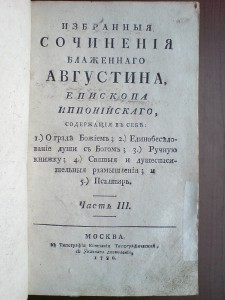 ИЗБРАННЫЯ
СОЧИНЕНІЯ
БЛАЖЕННАГО
АВГУСТИНА,
ЕПИСКОПА
ИППОНІЙСКАГО,
СОДЕРЖАЩІЯ ВЪ СЕБѢ:
1.) О градѣ Божіемъ; 2.) Единобесѣдо-
ваніе души съ Богомъ; 3.) Ручную
книжку; 4.) Святыя и душеспаси-
тельныя размышленія; и
5.) Псалтирь.
Часть III.
МОСКВА.
Въ Типографіи Компаніи Типографической,
съ Указнаго дозволенія,